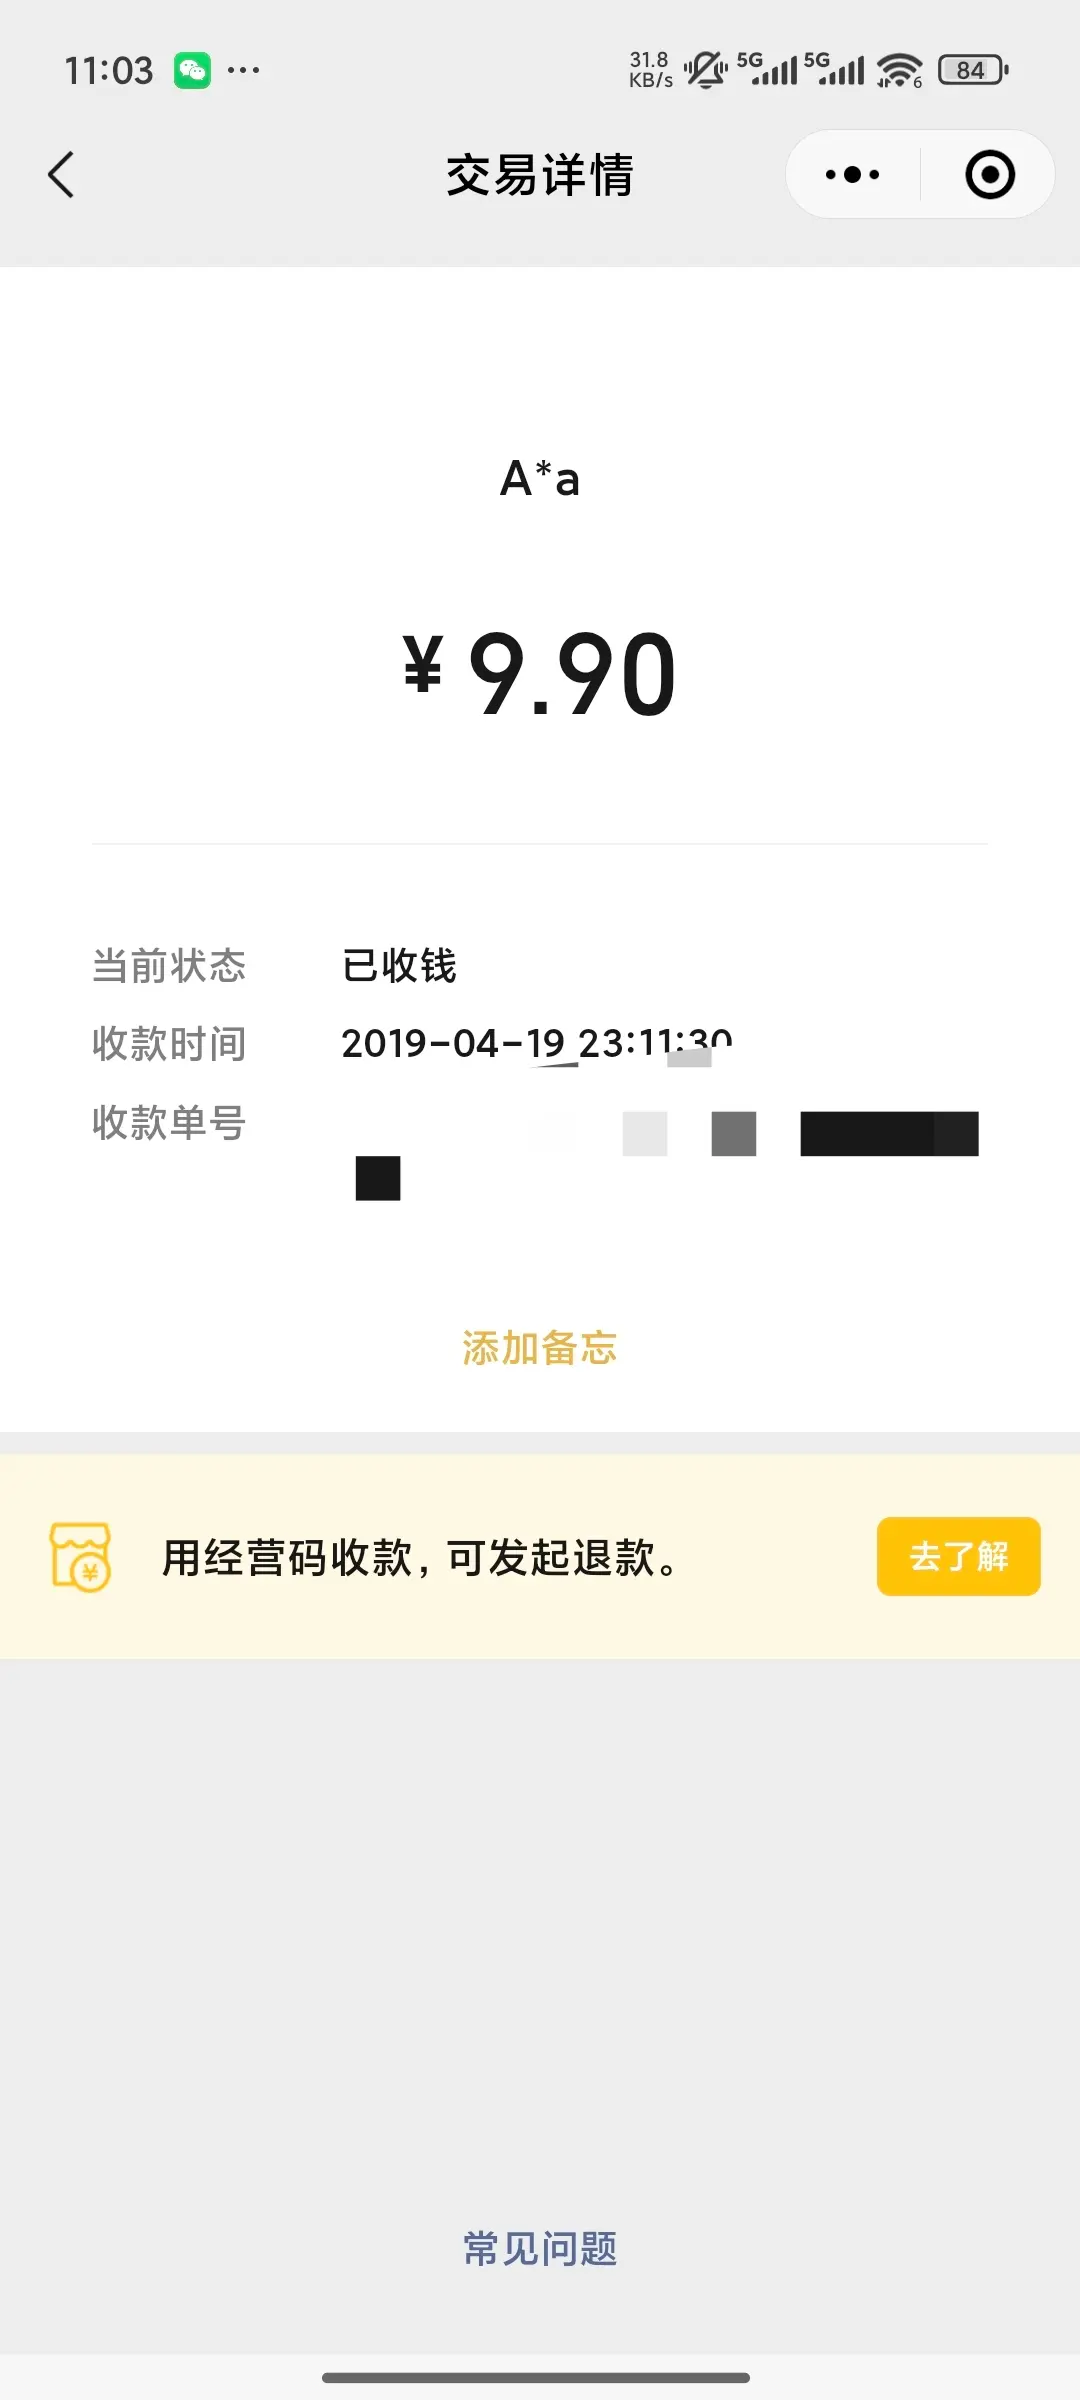 11:03
31.8 KB/s 5G 5G 6 84
交易详情
A*a
¥9.90
当前状态 已收钱
收款时间 2019-04-19 23:11:30
收款单号
添加备忘
用经营码收款，可发起退款。 去了解
常见问题